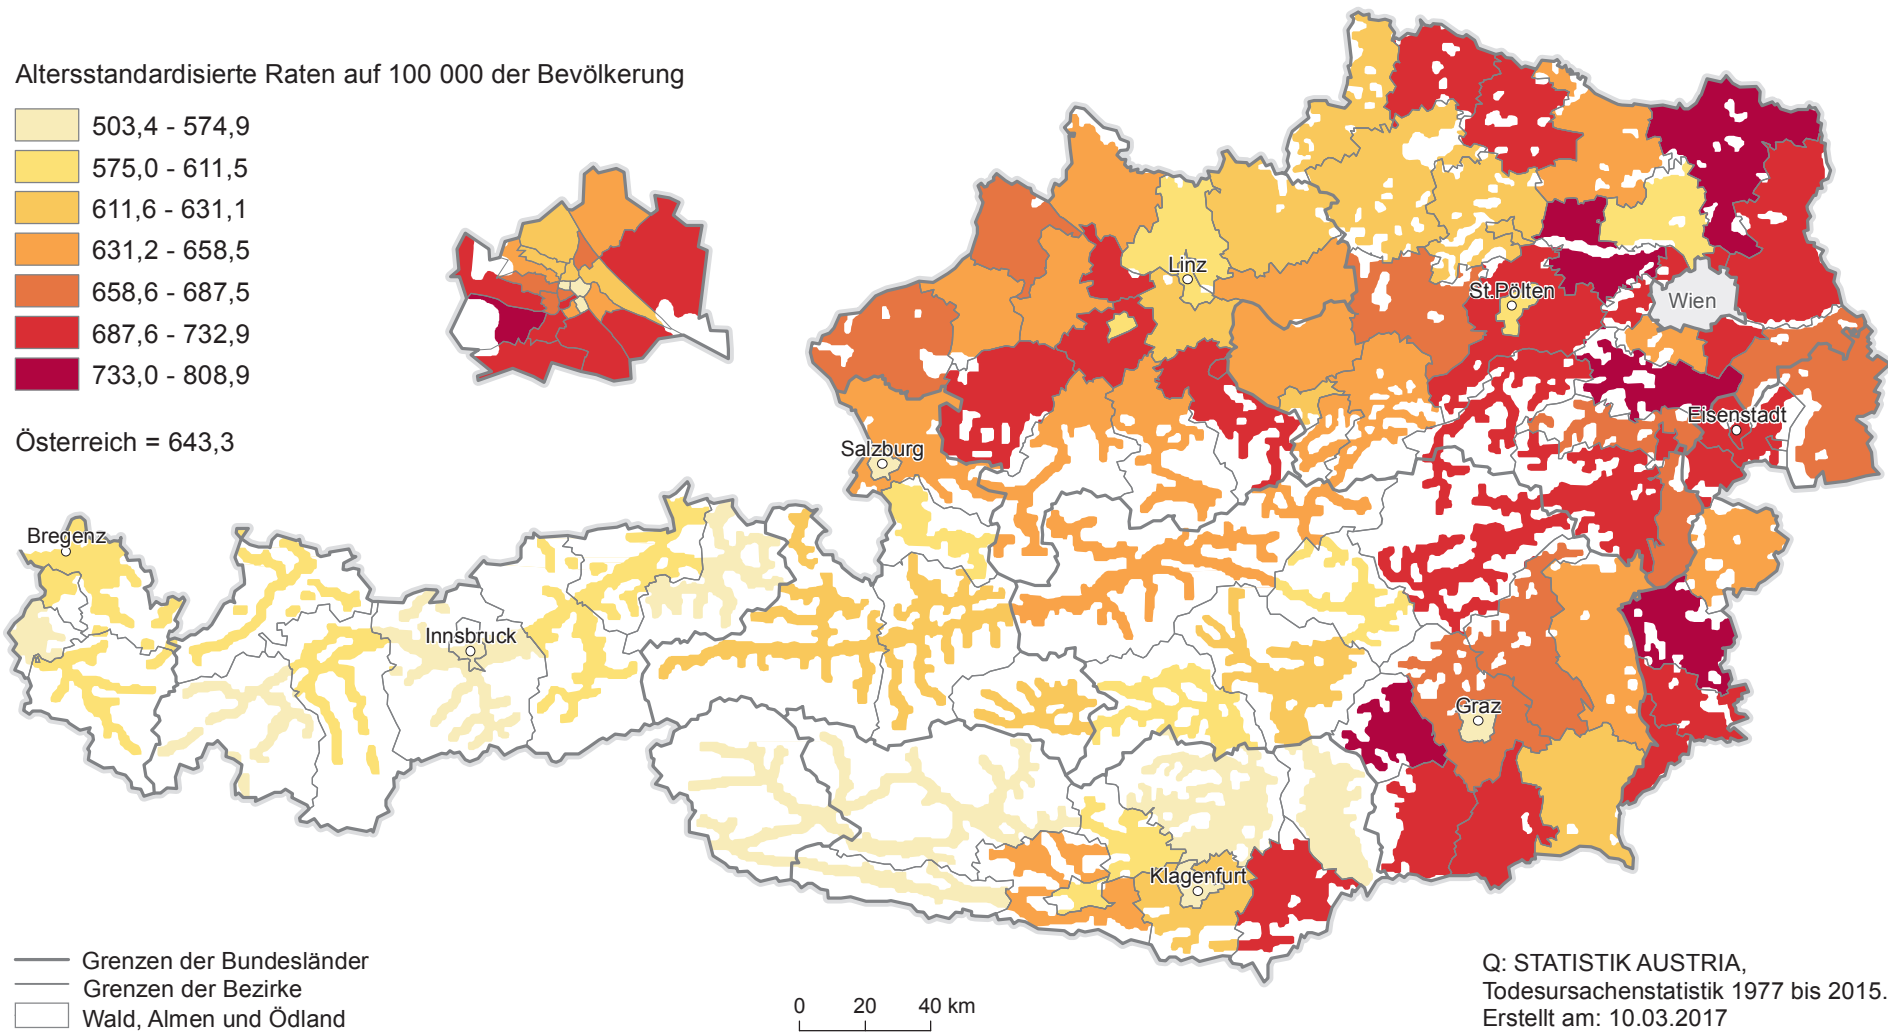 Altersstandardisierte Raten auf 100 000 der Bevölkerung
503,4 - 574,9
575,0 - 611,5
611,6 - 631,1
631,2 - 658,5
658,6 - 687,5
687,6 - 732,9
733,0 - 808,9
Österreich = 643,3
Linz
St.Pölten
Wien
Eisenstadt
Salzburg
Bregenz
Innsbruck
Graz
Klagenfurt
Grenzen der Bundesländer
Grenzen der Bezirke
Wald, Almen und Ödland
0 20 40 km
Q: STATISTIK AUSTRIA,
Todesursachenstatistik 1977 bis 2015.
Erstellt am: 10.03.2017